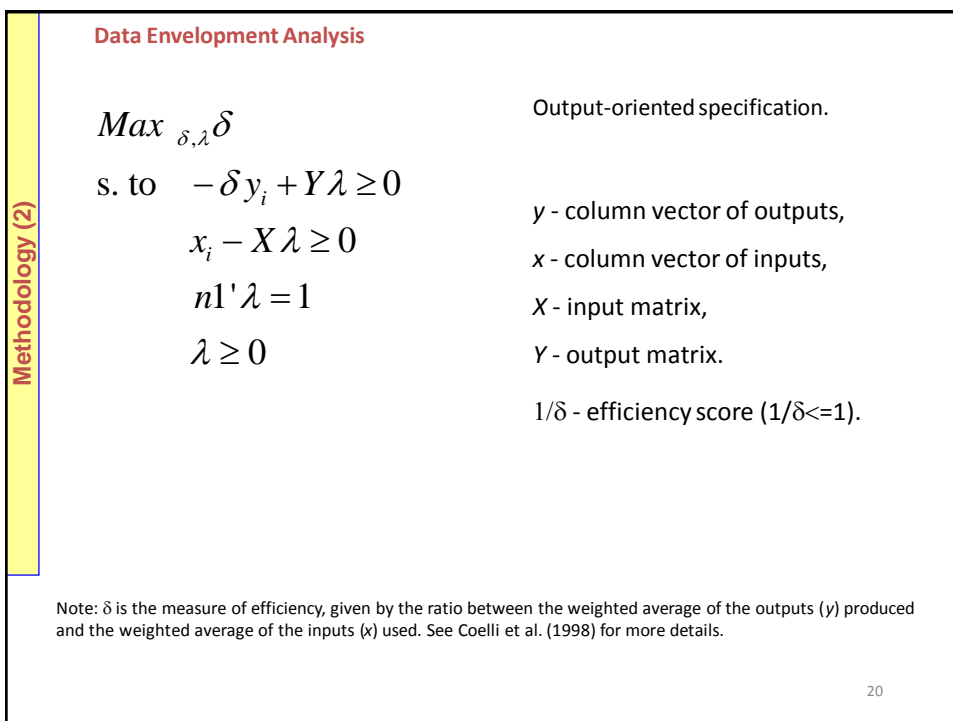 Data Envelopment Analysis
Methodology (2)
Max δ,λ δ
s. to −δ yᵢ + Y λ ≥ 0
xᵢ − X λ ≥ 0
n1'λ = 1
λ ≥ 0
Output-oriented specification.
y - column vector of outputs,
x - column vector of inputs,
X - input matrix,
Y - output matrix.
1/δ - efficiency score (1/δ<=1).
Note: δ is the measure of efficiency, given by the ratio between the weighted average of the outputs (y) produced
and the weighted average of the inputs (x) used. See Coelli et al. (1998) for more details.
20